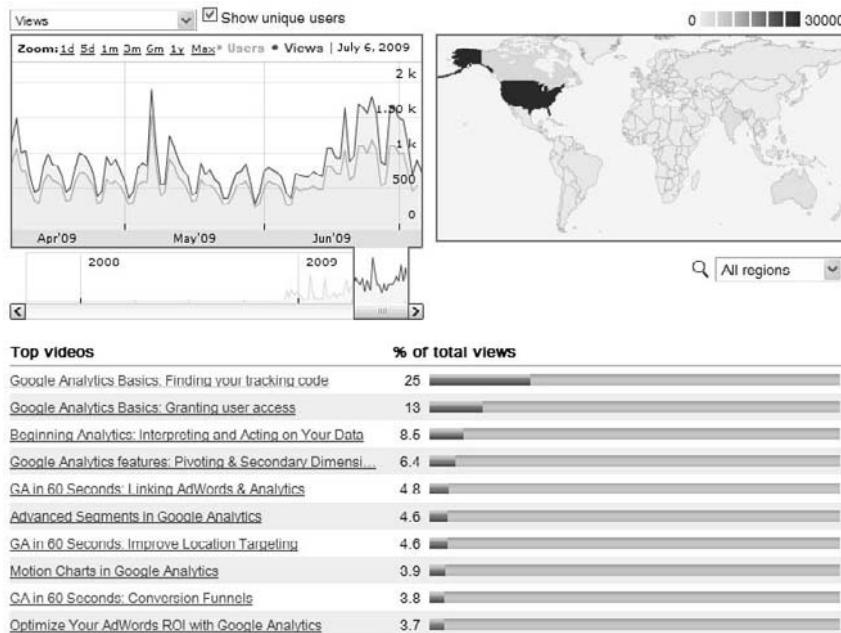 Views
Show unique users
0 30000
Zoom: 1d 5d 1m 3m 6m 1y Max • Users • Views | July 6, 2009
2 k
1.50 k
1 k
500
0
Apr'09 May'09 Jun'09
2008 2009
All regions
Top videos % of total views
Google Analytics Basics: Finding your tracking code 25
Google Analytics Basics: Granting user access 13
Beginning Analytics: Interpreting and Acting on Your Data 8.5
Google Analytics features: Pivoting & Secondary Dimensi... 6.4
GA in 60 Seconds: Linking AdWords & Analytics 4.8
Advanced Segments in Google Analytics 4.6
GA in 60 Seconds: Improve Location Targeting 4.6
Motion Charts in Google Analytics 3.9
GA in 60 Seconds: Conversion Funnels 3.8
Optimize Your AdWords ROI with Google Analytics 3.7